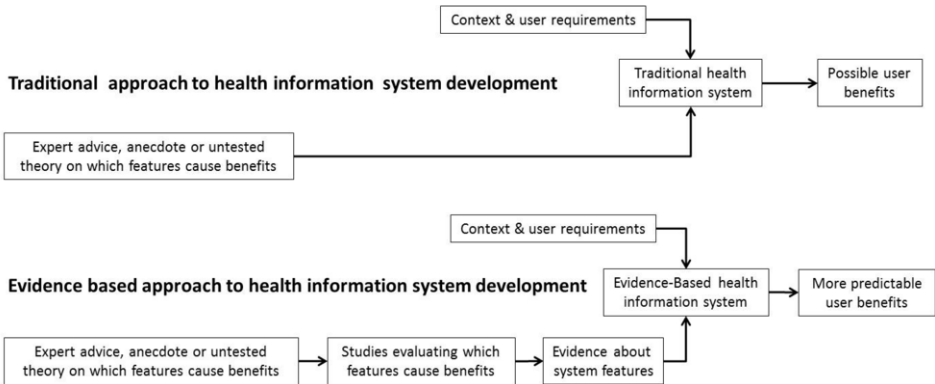 Context & user requirements
Traditional approach to health information system development
Traditional health
information system
Possible user
benefits
Expert advice, anecdote or untested
theory on which features cause benefits
Context & user requirements
Evidence based approach to health information system development
Evidence-Based health
information system
More predictable
user benefits
Expert advice, anecdote or untested
theory on which features cause benefits
Studies evaluating which
features cause benefits
Evidence about
system features